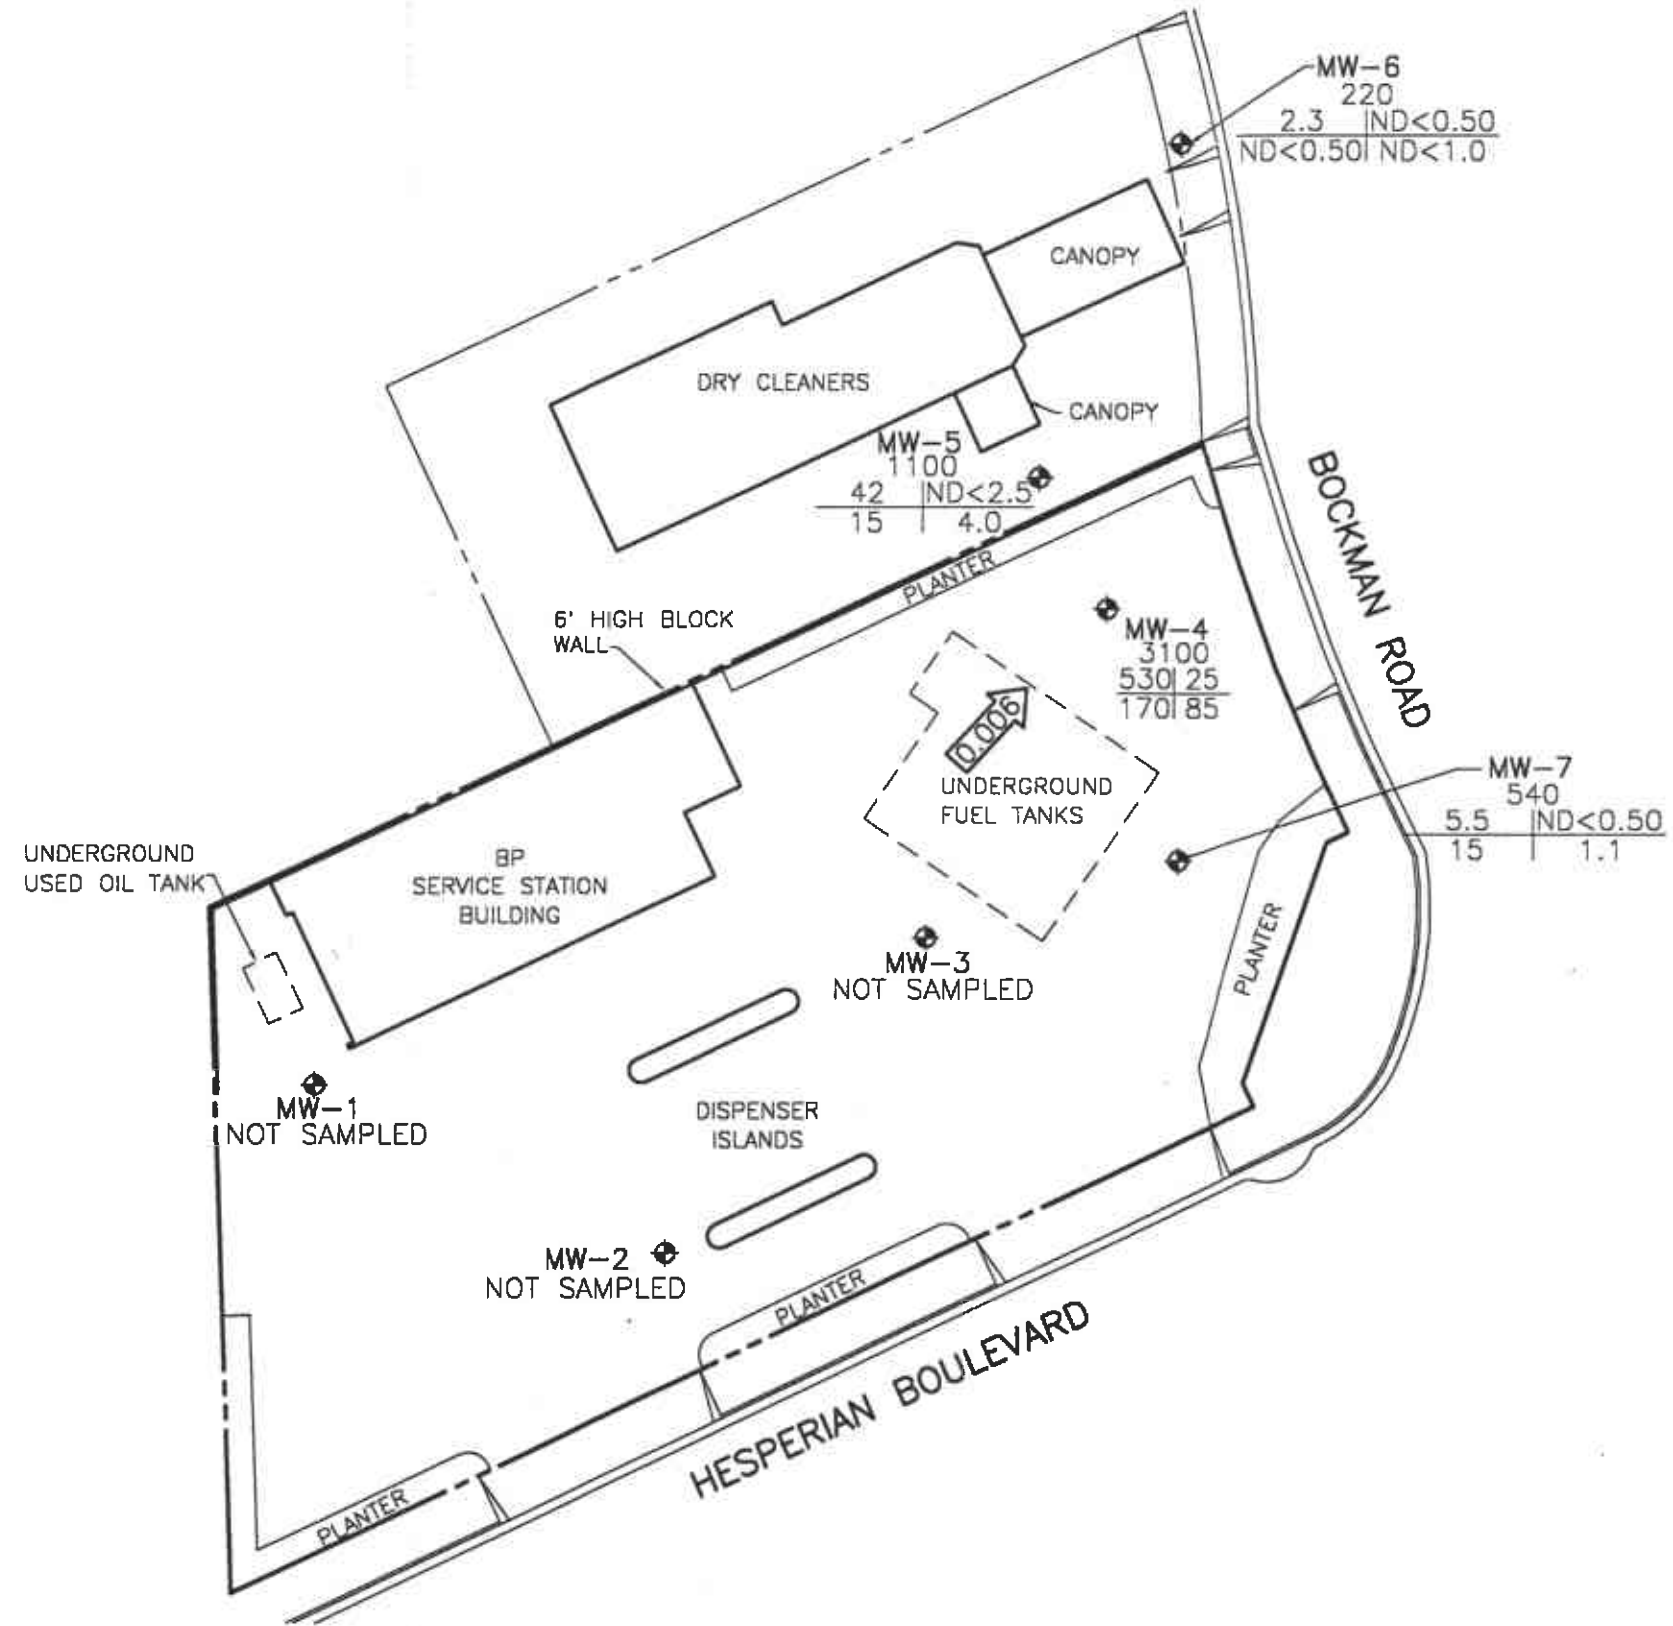 MW-6
220
2.3 | ND<0.50
ND<0.50 | ND<1.0
CANOPY
DRY CLEANERS
CANOPY
MW-5
1100
42 | ND<2.5
15 | 4.0
BOCKMAN ROAD
PLANTER
6' HIGH BLOCK
WALL
MW-4
3100
530 | 25
170 | 85
0.006
UNDERGROUND
FUEL TANKS
MW-7
540
5.5 | ND<0.50
15 | 1.1
UNDERGROUND
USED OIL TANK
BP
SERVICE STATION
BUILDING
PLANTER
MW-3
NOT SAMPLED
MW-1
NOT SAMPLED
DISPENSER
ISLANDS
MW-2
NOT SAMPLED
PLANTER
HESPERIAN BOULEVARD
PLANTER